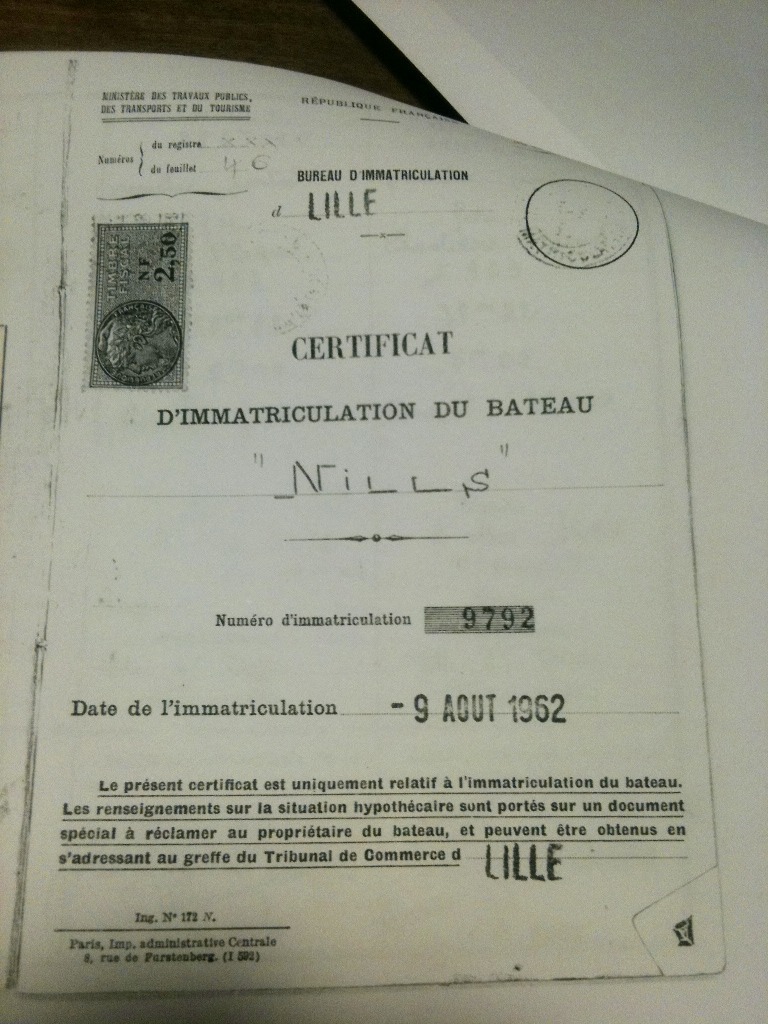 MINISTÈRE DES TRAVAUX PUBLICS,
DES TRANSPORTS ET DU TOURISME
RÉPUBLIQUE FRANÇAI
Numéros
du registre XXX
du feuillet 46
BUREAU D'IMMATRICULATION
d LILLE
TIMBRE
FISCAL
NF
2,50
CERTIFICAT
D'IMMATRICULATION DU BATEAU
"NiLLS"
Numéro d'immatriculation 9792
Date de l'immatriculation - 9 AOUT 1962
Le présent certificat est uniquement relatif à l'immatriculation du bateau.
Les renseignements sur la situation hypothécaire sont portés sur un document
spécial à réclamer au propriétaire du bateau, et peuvent être obtenus en
s'adressant au greffe du Tribunal de Commerce d LILLE
Ing. N° 172 N.
Paris, Imp. administrative Centrale
8, rue de Furstenberg. (I 592)